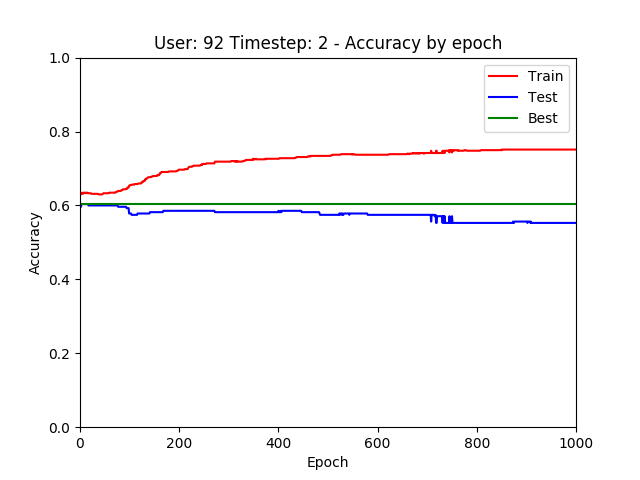 User: 92 Timestep: 2 - Accuracy by epoch
1.0
0.8
0.6
0.4
0.2
0.0
Accuracy
0 200 400 600 800 1000
Epoch
Train
Test
Best